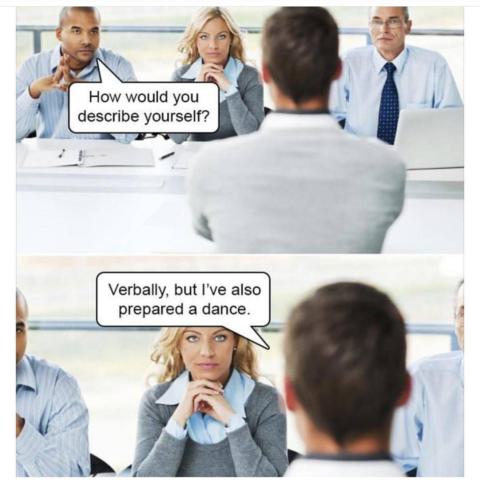 How would you
describe yourself?
Verbally, but I've also
prepared a dance.